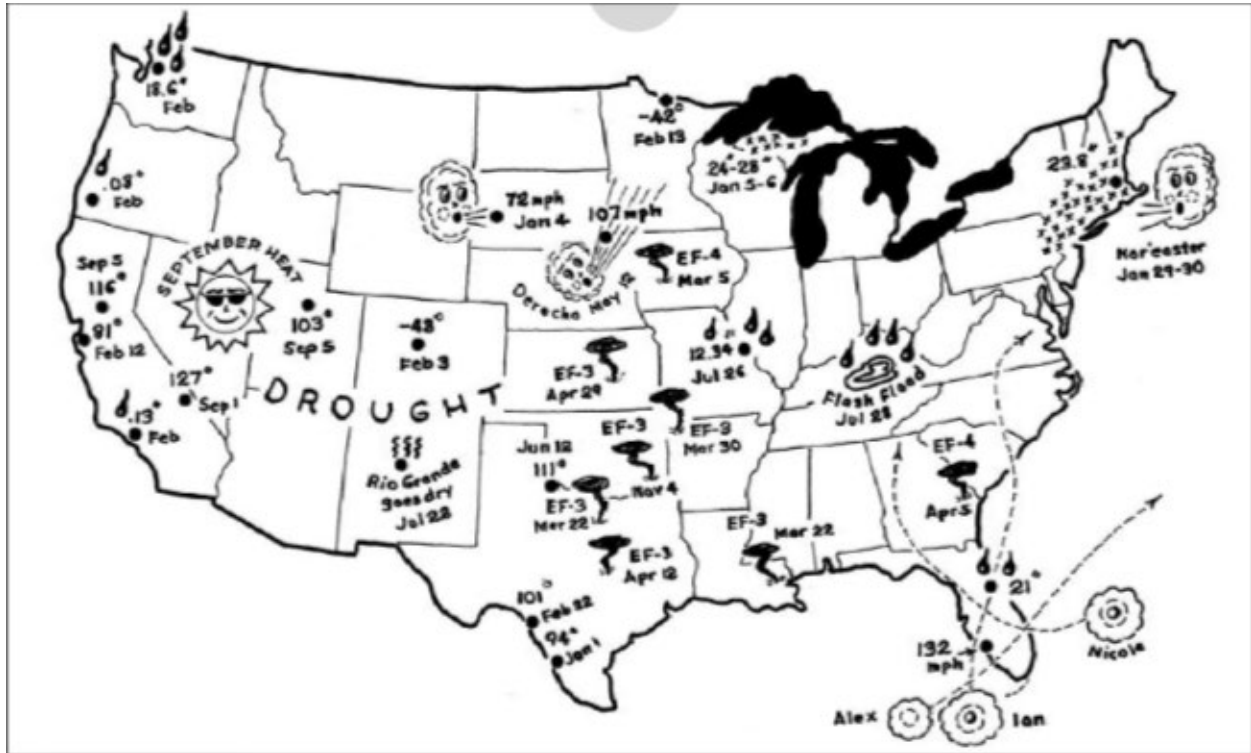 18.6"
Feb
.08"
Feb
Sep 5
116°
81°
Feb 12
.13"
Feb
SEPTEMBER HEAT
127°
Sep 1
103°
Sep 5
-43°
Feb 3
DROUGHT
Rio Grande
goes dry
Jul 22
72 mph
Jan 4
-42°
Feb 13
107 mph
Derecho May 12
EF-4
Mar 5
24"-28"
Jan 5-6
23.8"
Nor'easter
Jan 29-30
EF-3
Apr 29
12.34
Jul 26
Flash Flood
Jul 28
EF-3
Mar 30
EF-3
Mar 4
Jun 12
111°
EF-3
Mar 22
EF-3
Apr 12
101°
Feb 22
94°
Jan 1
EF-3
Mar 22
EF-4
Apr 5
21"
132
mph
Nicole
Alex
Ian